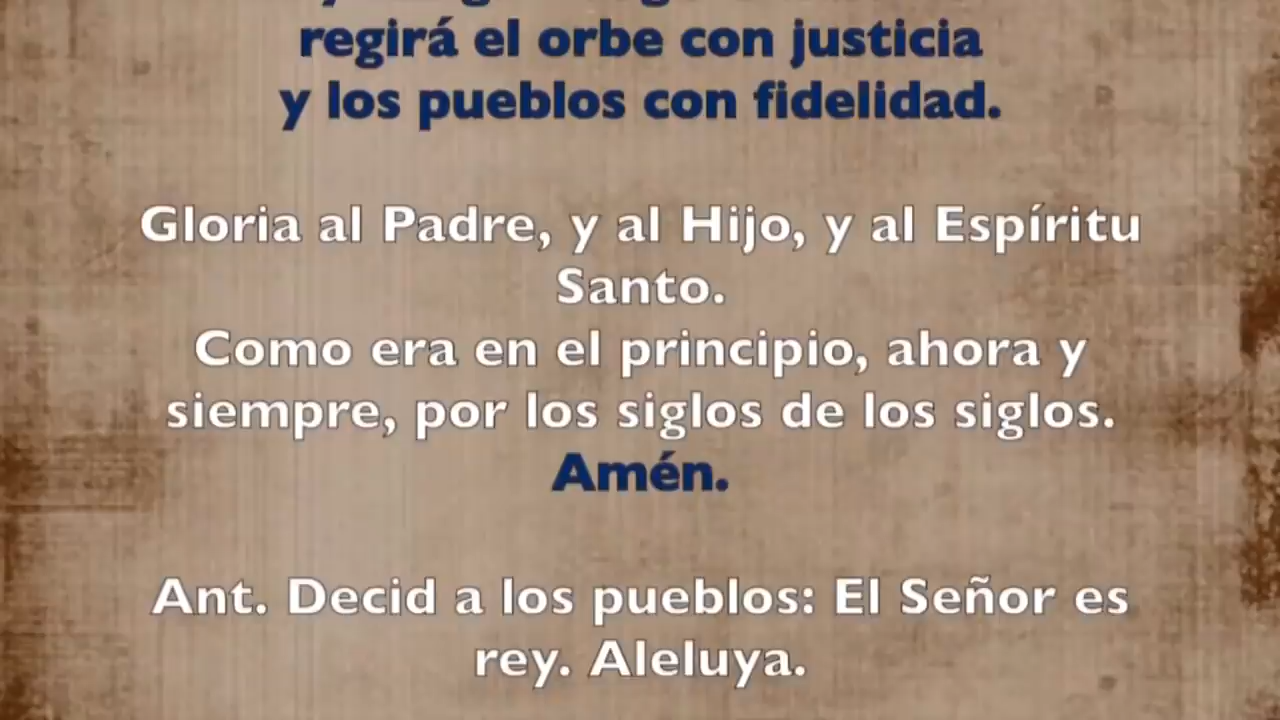 regirá el orbe con justicia
y los pueblos con fidelidad.
Gloria al Padre, y al Hijo, y al Espíritu
Santo.
Como era en el principio, ahora y
siempre, por los siglos de los siglos.
Amén.
Ant. Decid a los pueblos: El Señor es
rey. Aleluya.